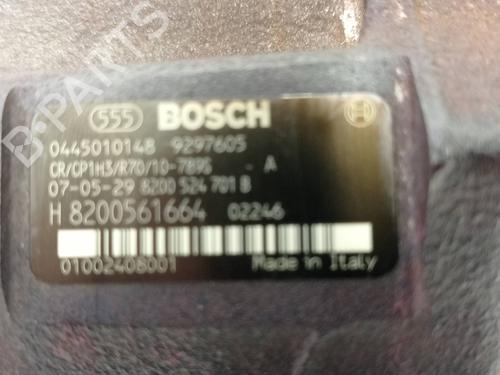 B-PARTS
555 BOSCH
0445010148 9297605
CR/CP1H3/R70/10-789S - A
07-05-29 8200 524 701 B
H 8200561664 02246
01002408001 Made in Italy